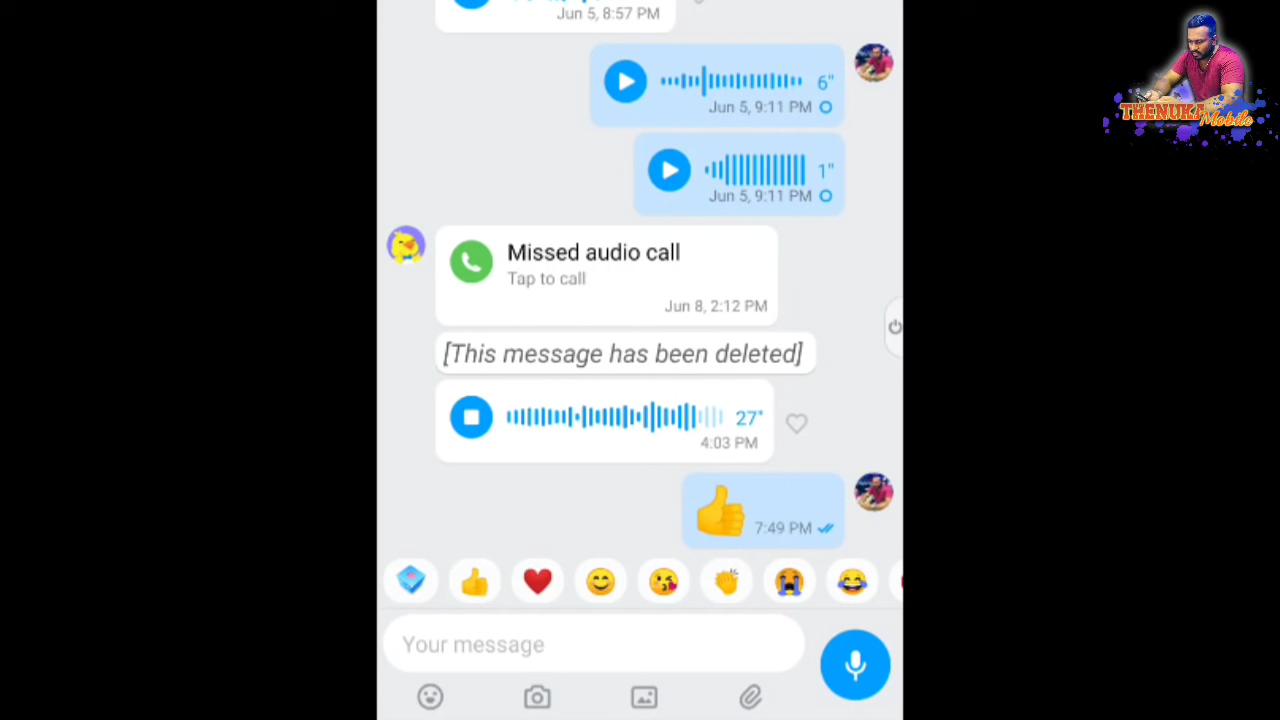 Jun 5, 8:57 PM
6"
Jun 5, 9:11 PM
1"
Jun 5, 9:11 PM
Missed audio call
Tap to call
Jun 8, 2:12 PM
[This message has been deleted]
27"
4:03 PM
7:49 PM
Your message
THENUKA
Mobile